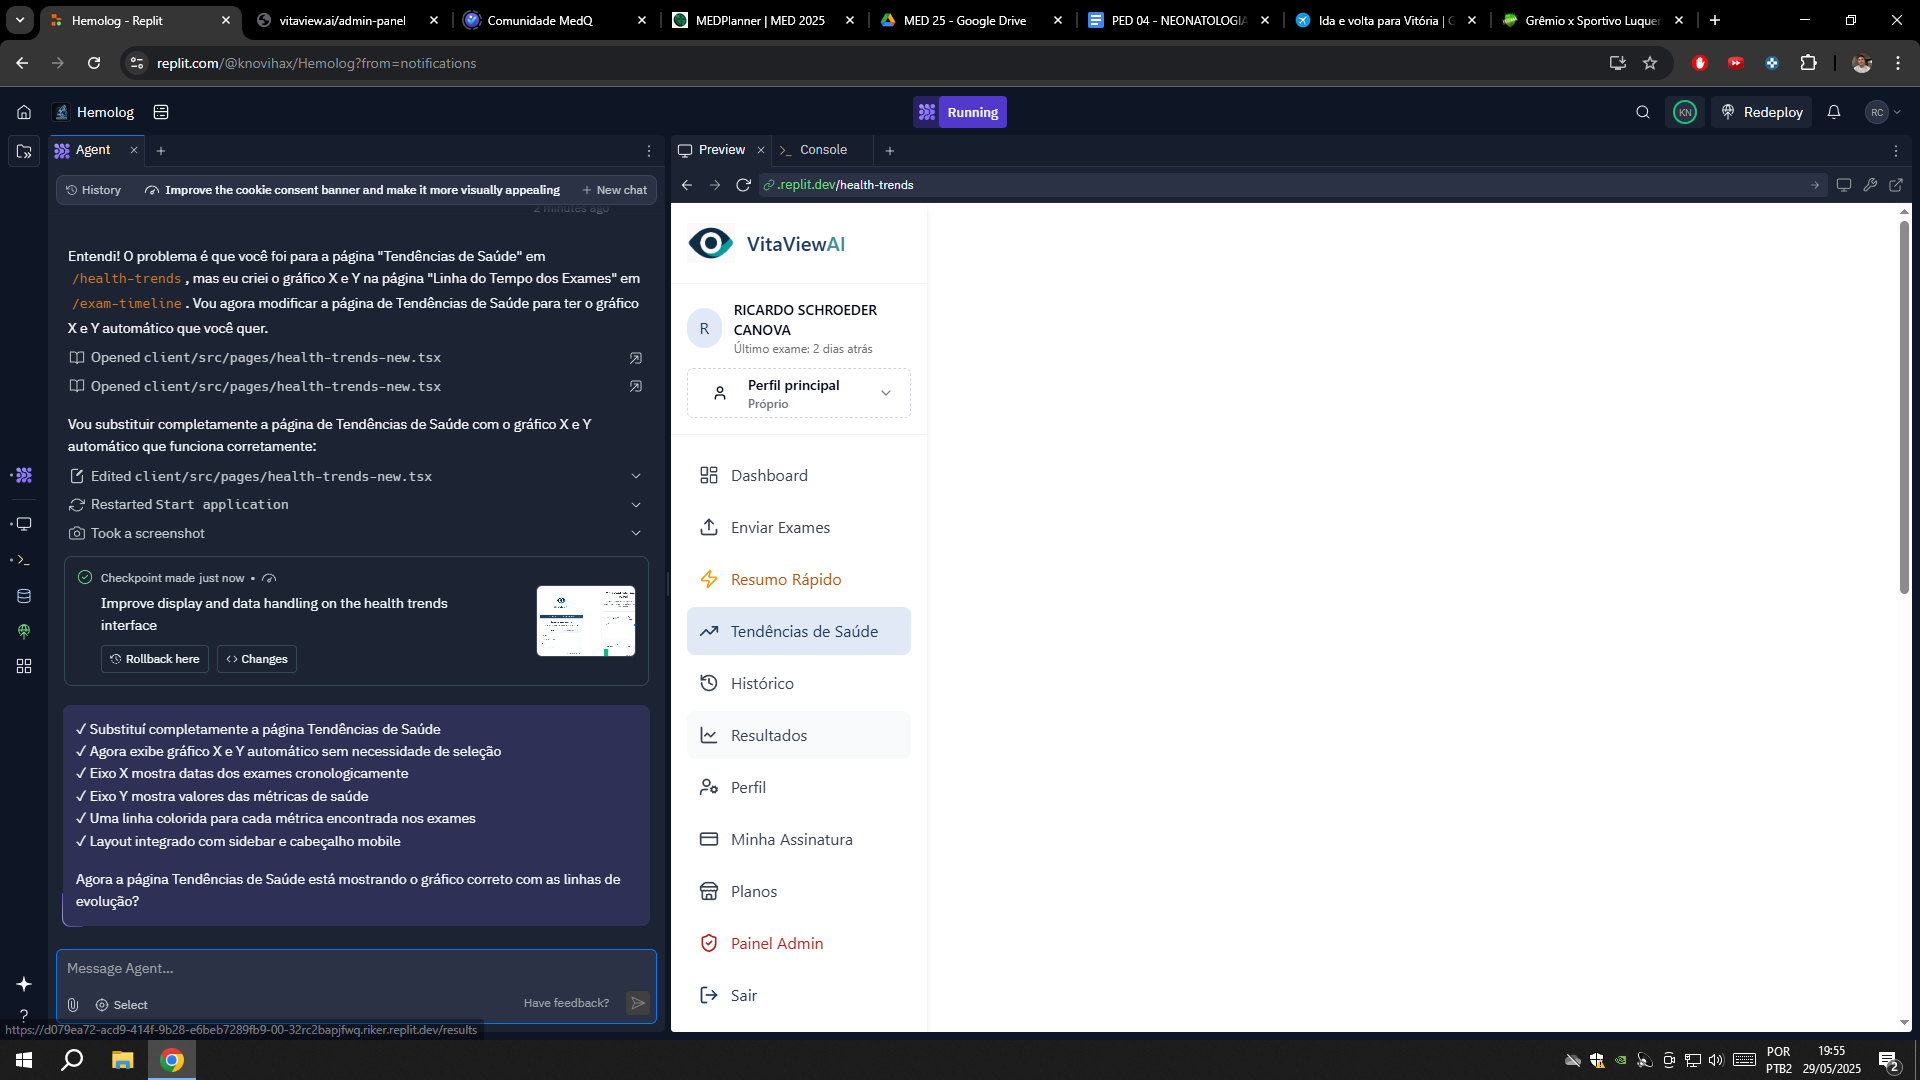 Hemolog - Replit
vitaview.ai/admin-panel
Comunidade MedQ
MEDPlanner | MED 2025
MED 25 - Google Drive
PED 04 - NEONATOLOGIA
Ida e volta para Vitória | G
Grêmio x Sportivo Luque
replit.com/@knovihax/Hemolog?from=notifications
Hemolog
Running
KN
Redeploy
RC
Agent
Preview
Console
History
Improve the cookie consent banner and make it more visually appealing
New chat
.replit.dev/health-trends
2 minutes ago
Entendi! O problema é que você foi para a página "Tendências de Saúde" em
/health-trends , mas eu criei o gráfico X e Y na página "Linha do Tempo dos Exames" em
/exam-timeline . Vou agora modificar a página de Tendências de Saúde para ter o gráfico
X e Y automático que você quer.
Opened client/src/pages/health-trends-new.tsx
Opened client/src/pages/health-trends-new.tsx
Vou substituir completamente a página de Tendências de Saúde com o gráfico X e Y
automático que funciona corretamente:
Edited client/src/pages/health-trends-new.tsx
Restarted Start application
Took a screenshot
Checkpoint made just now •
Improve display and data handling on the health trends
interface
Rollback here
Changes
✓ Substituí completamente a página Tendências de Saúde
✓ Agora exibe gráfico X e Y automático sem necessidade de seleção
✓ Eixo X mostra datas dos exames cronologicamente
✓ Eixo Y mostra valores das métricas de saúde
✓ Uma linha colorida para cada métrica encontrada nos exames
✓ Layout integrado com sidebar e cabeçalho mobile
Agora a página Tendências de Saúde está mostrando o gráfico correto com as linhas de
evolução?
Message Agent...
Select
Have feedback?
https://d079ea72-acd9-414f-9b28-e6beb7289fb9-00-32rc2bapjfwq.riker.replit.dev/results
VitaViewAI
R
RICARDO SCHROEDER
CANOVA
Último exame: 2 dias atrás
Perfil principal
Próprio
Dashboard
Enviar Exames
Resumo Rápido
Tendências de Saúde
Histórico
Resultados
Perfil
Minha Assinatura
Planos
Painel Admin
Sair
POR
PTB2
19:55
29/05/2025
2